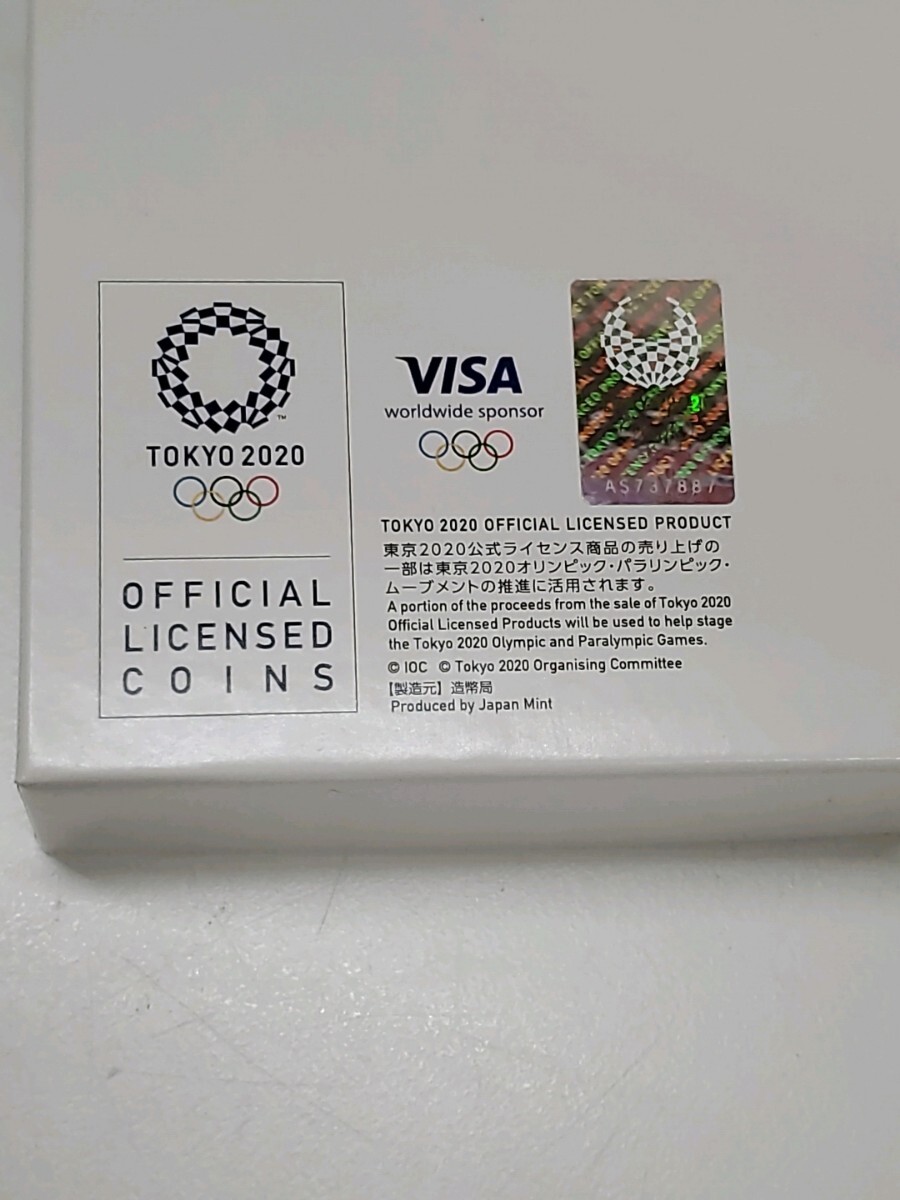 TOKYO 2020
OFFICIAL
LICENSED
COINS
VISA
worldwide sponsor
AS737887
TOKYO 2020 OFFICIAL LICENSED PRODUCT
東京2020公式ライセンス商品の売り上げの
一部は東京2020オリンピック・パラリンピック・
ムーブメントの推進に活用されます。
A portion of the proceeds from the sale of Tokyo 2020
Official Licensed Products will be used to help stage
the Tokyo 2020 Olympic and Paralympic Games.
© IOC © Tokyo 2020 Organising Committee
【製造元】造幣局
Produced by Japan Mint